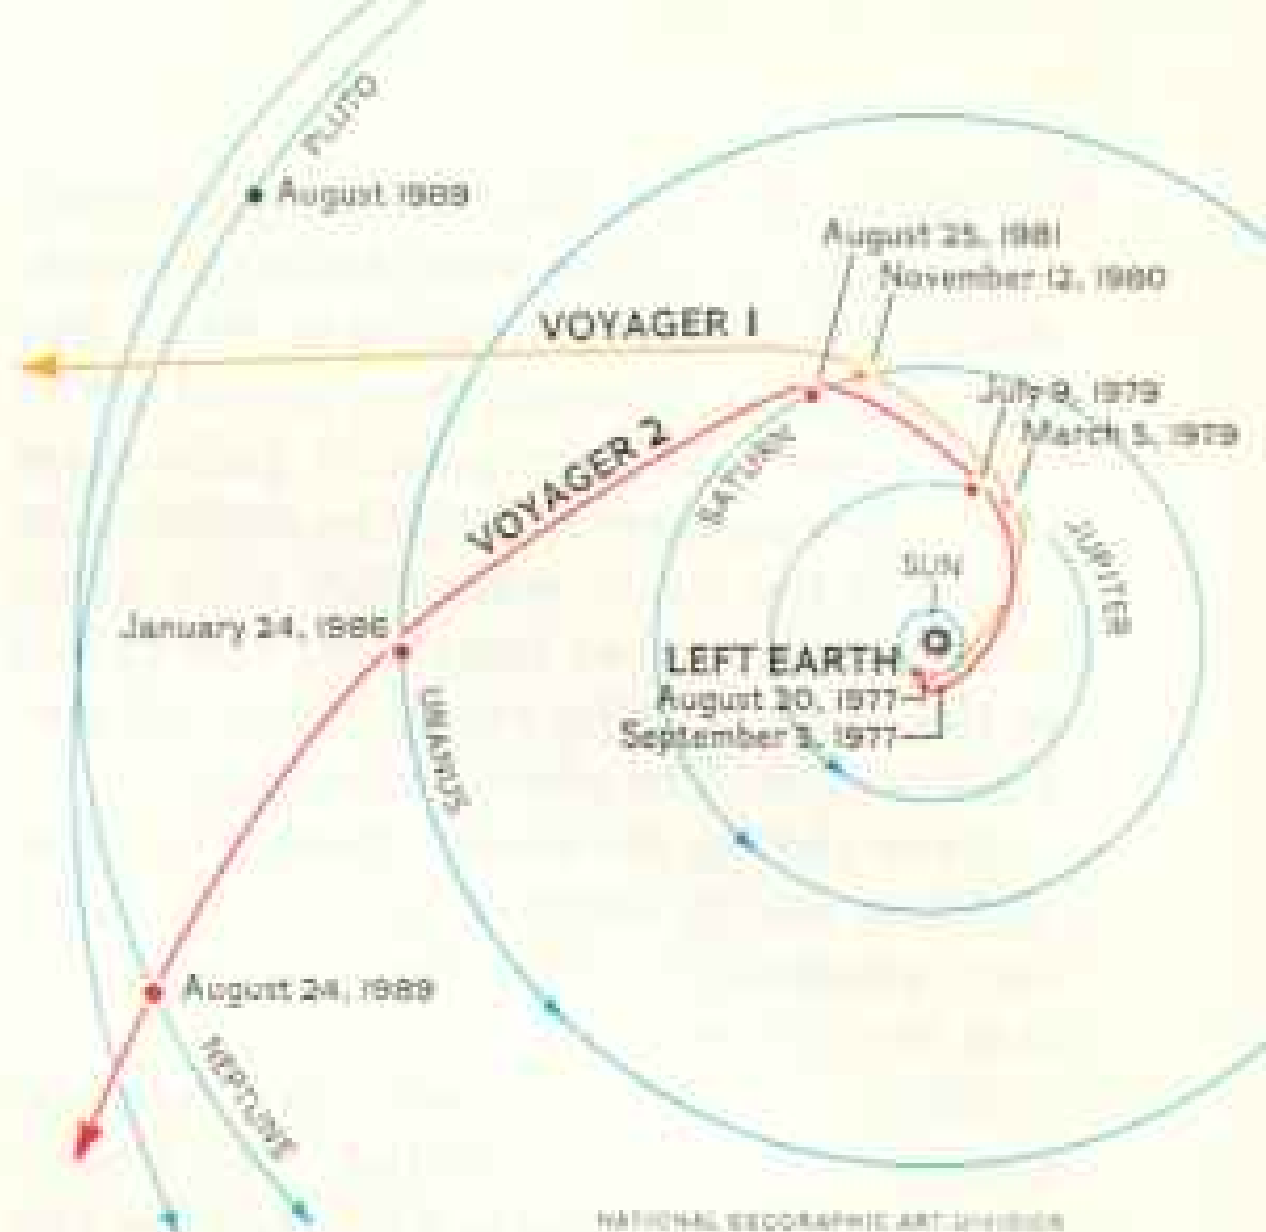 PLUTO
August 1989
August 25, 1981
November 12, 1980
VOYAGER 1
July 9, 1979
March 5, 1979
VOYAGER 2
SATURN
JUPITER
SUN
January 24, 1986
LEFT EARTH
August 20, 1977
September 5, 1977
URANUS
August 24, 1989
NEPTUNE
NATIONAL GEOGRAPHIC ART DIVISION